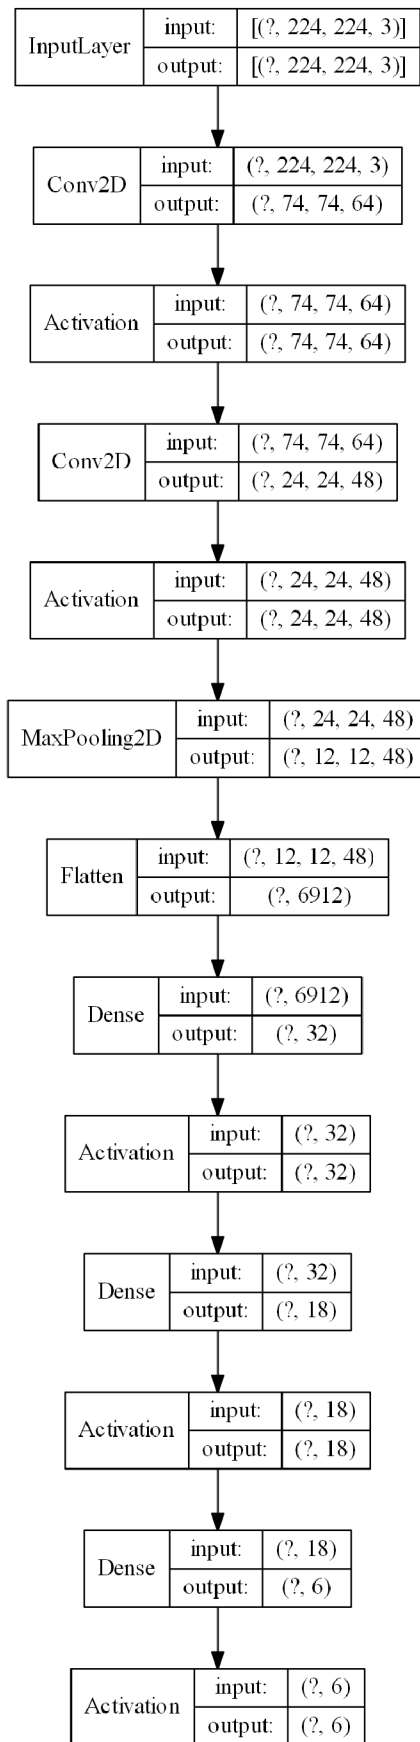 InputLayer
input: [(?, 224, 224, 3)]
output: [(?, 224, 224, 3)]
Conv2D
input: (?, 224, 224, 3)
output: (?, 74, 74, 64)
Activation
input: (?, 74, 74, 64)
output: (?, 74, 74, 64)
Conv2D
input: (?, 74, 74, 64)
output: (?, 24, 24, 48)
Activation
input: (?, 24, 24, 48)
output: (?, 24, 24, 48)
MaxPooling2D
input: (?, 24, 24, 48)
output: (?, 12, 12, 48)
Flatten
input: (?, 12, 12, 48)
output: (?, 6912)
Dense
input: (?, 6912)
output: (?, 32)
Activation
input: (?, 32)
output: (?, 32)
Dense
input: (?, 32)
output: (?, 18)
Activation
input: (?, 18)
output: (?, 18)
Dense
input: (?, 18)
output: (?, 6)
Activation
input: (?, 6)
output: (?, 6)